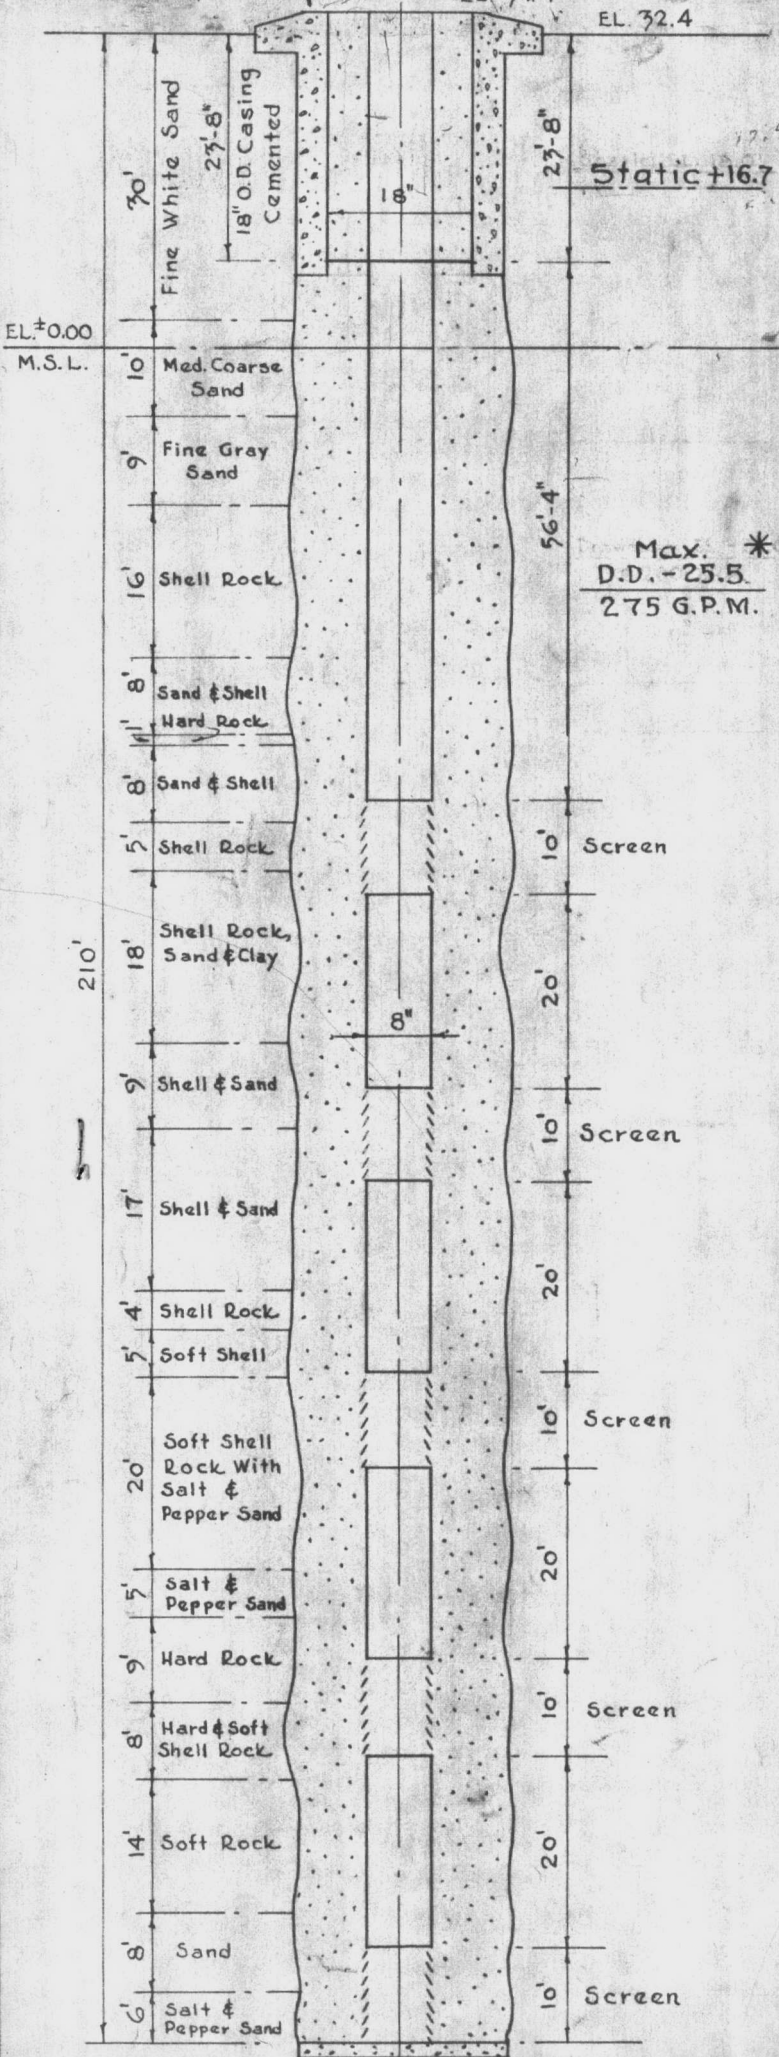 EL. 32.4
30'
Fine White Sand
23'-8"
18" O.D. Casing
Cemented
18"
23'-8"
Static +16.7
EL. ±0.00
M.S.L.
10'
Med. Coarse
Sand
9'
Fine Gray
Sand
56'-4"
16'
Shell Rock
Max. *
D.D. -25.5
275 G.P.M.
8'
Sand & Shell
1'
Hard Rock
8'
Sand & Shell
5'
Shell Rock
10'
Screen
210'
18'
Shell Rock,
Sand & Clay
20'
8"
9'
Shell & Sand
10'
Screen
17'
Shell & Sand
20'
4'
Shell Rock
5'
Soft Shell
10'
Screen
20'
Soft Shell
Rock With
Salt &
Pepper Sand
20'
5'
Salt &
Pepper Sand
9'
Hard Rock
10'
Screen
8'
Hard & Soft
Shell Rock
14'
Soft Rock
20'
8'
Sand
10'
Screen
6'
Salt &
Pepper Sand